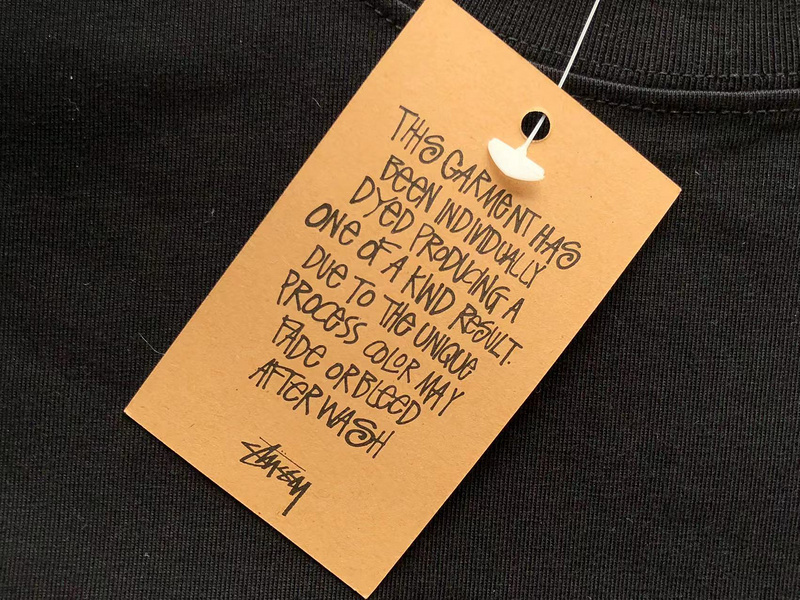 THIS GARMENT HAS
BEEN INDIVIDUALLY
DYED PRODUCING A
ONE OF A KIND RESULT.
DUE TO THE UNIQUE
PROCESS COLOR MAY
FADE OR BLEED
AFTER WASH
Stüssy